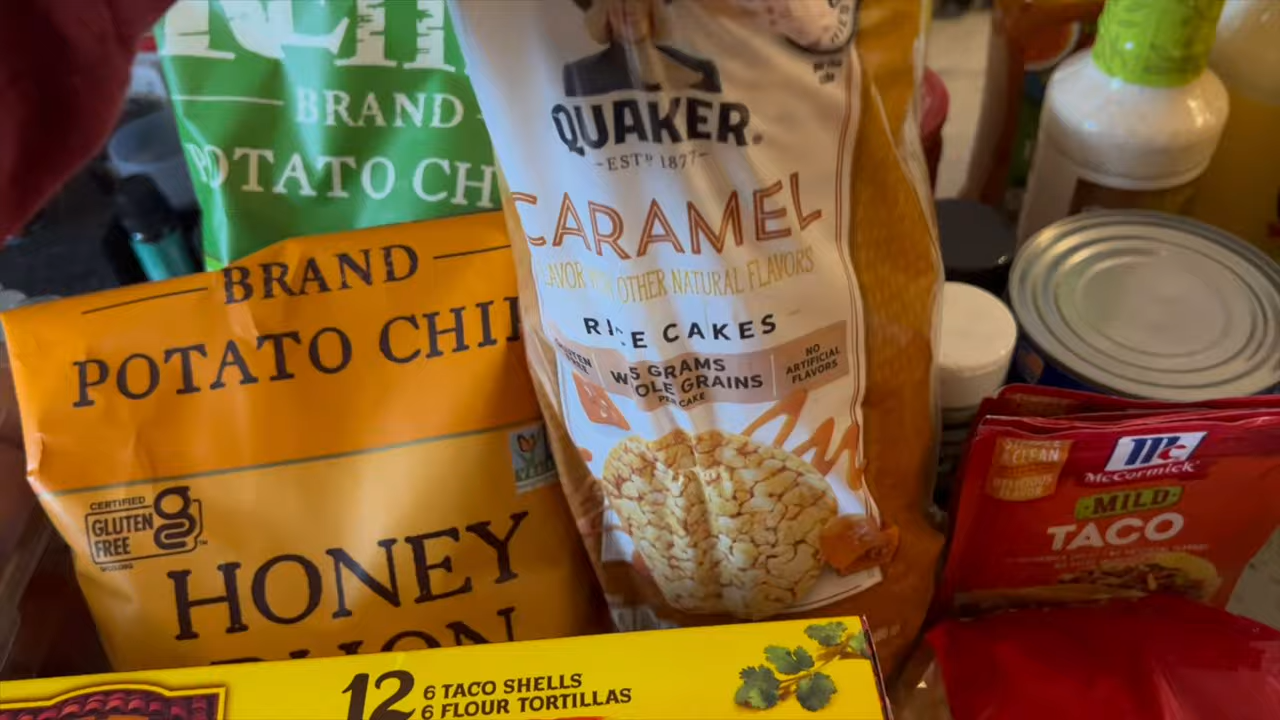 BRAND
POTATO CH
BRAND
POTATO CHI
CERTIFIED
GLUTEN
FREE
HONEY
QUAKER
ESTD 1877
CARAMEL
OTHER NATURAL FLAVORS
RICE CAKES
5 GRAMS
WHOLE GRAINS
PER CAKE
NO
ARTIFICIAL
FLAVORS
McCormick
MILD
TACO
12 6 TACO SHELLS
6 FLOUR TORTILLAS